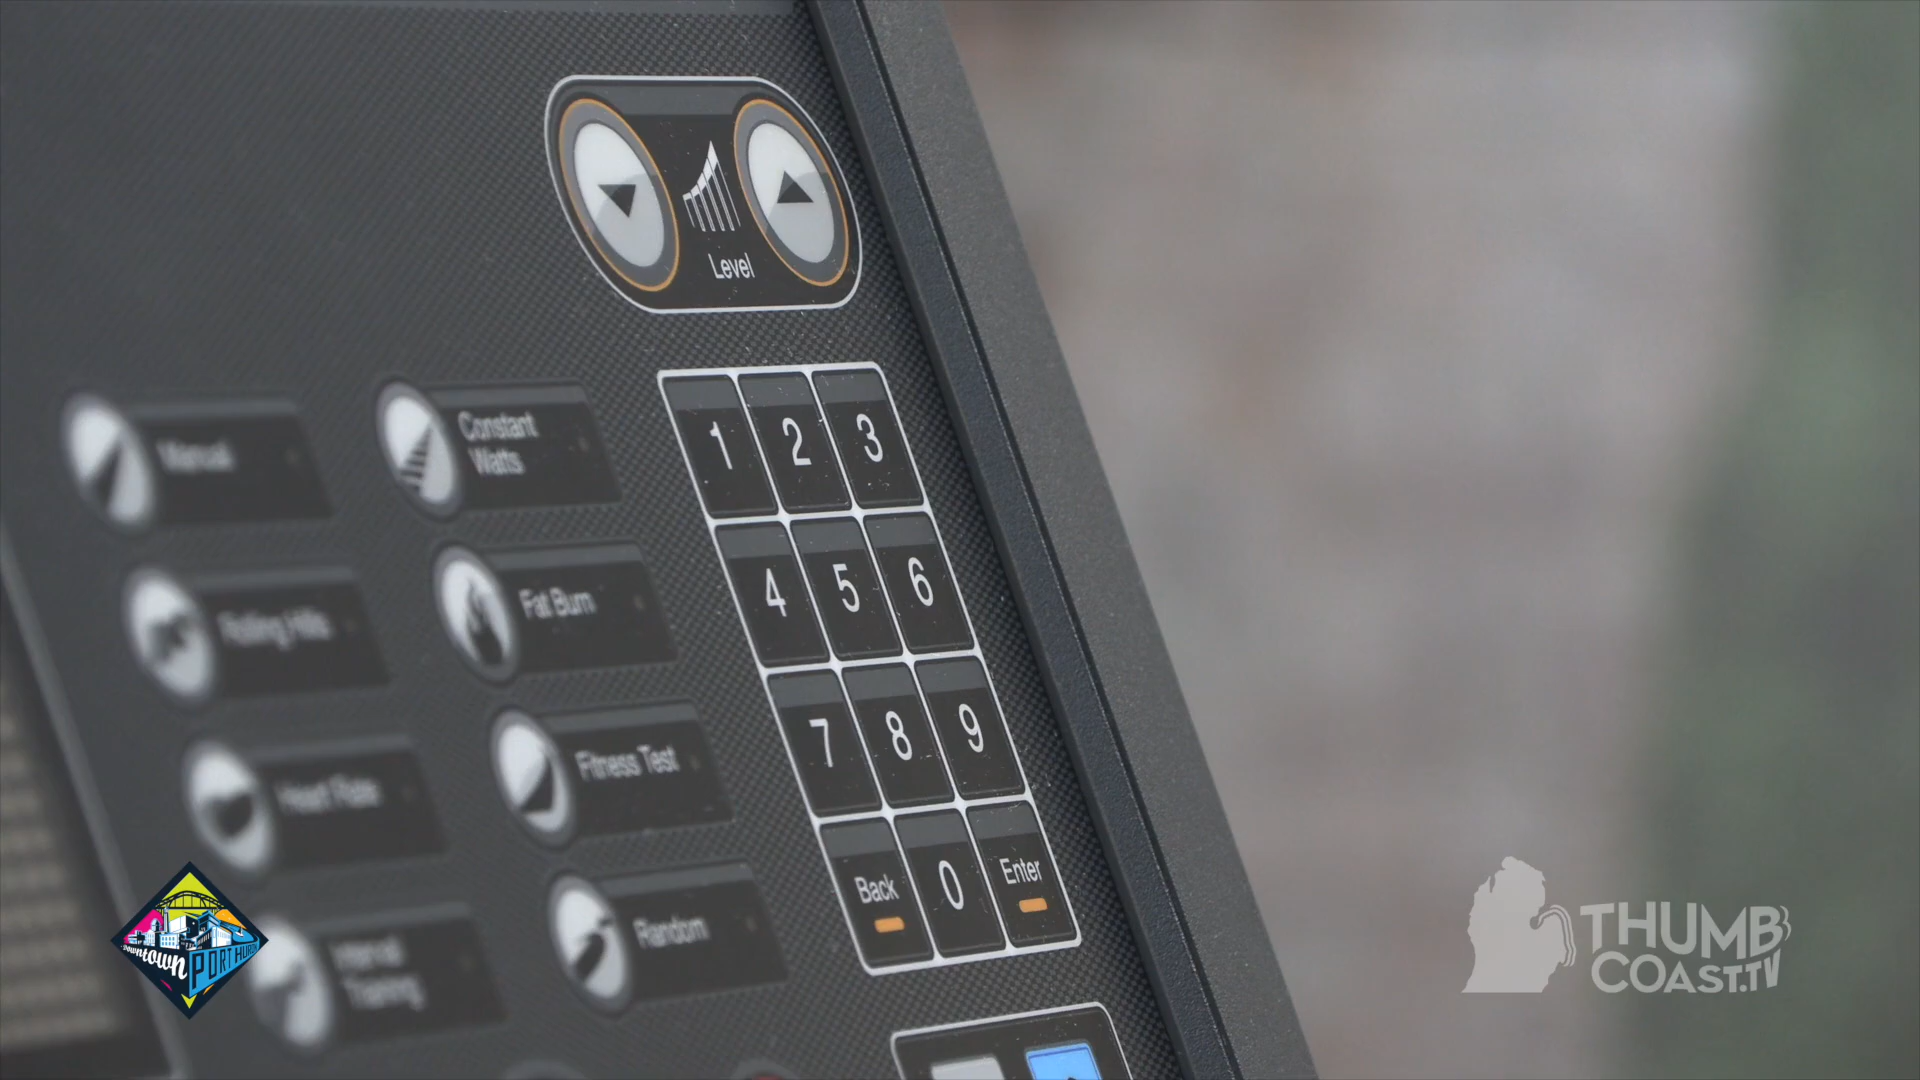 Level
1 2 3
4 5 6
7 8 9
Back 0 Enter
Manual
Constant
Watts
Rolling Hills
Fat Burn
Heart Rate
Fitness Test
Interval
Training
Random
Downtown
PORT HURON
THUMB
COAST.TV